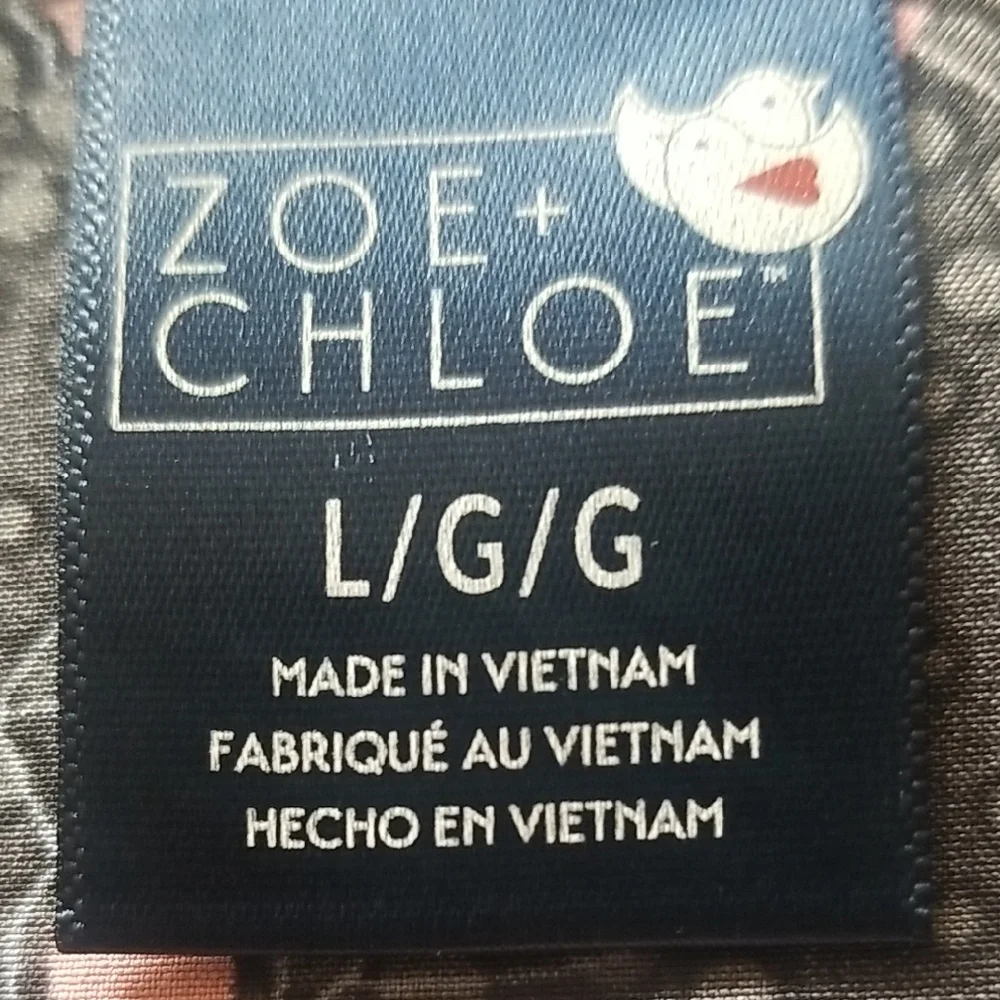 ZOE+
CHLOE™
L/G/G
MADE IN VIETNAM
FABRIQUÉ AU VIETNAM
HECHO EN VIETNAM